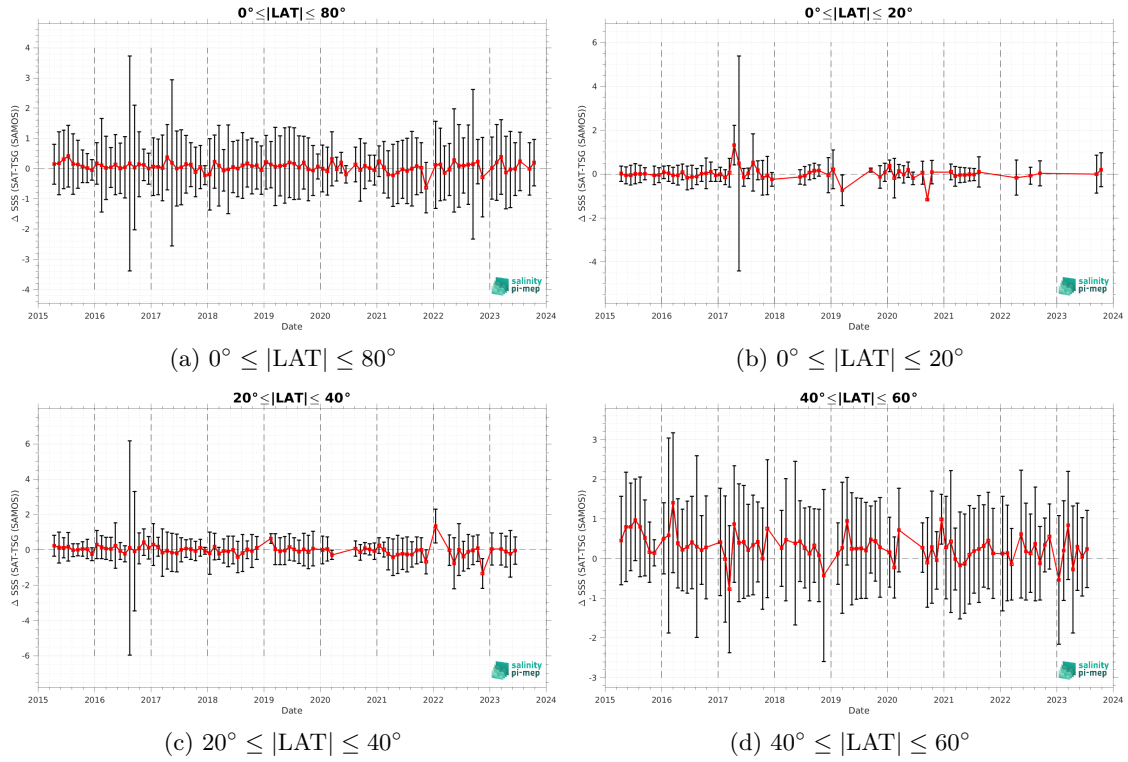 0°≤|LAT|≤ 80°
Δ SSS (SAT-TSG (SAMOS))
4
3
2
1
0
-1
-2
-3
-4
2015 2016 2017 2018 2019 2020 2021 2022 2023 2024
Date
salinity
pi-mep
(a) 0° ≤ |LAT| ≤ 80°
0°≤|LAT|≤ 20°
Δ SSS (SAT-TSG (SAMOS))
6
4
2
0
-2
-4
2015 2016 2017 2018 2019 2020 2021 2022 2023 2024
Date
salinity
pi-mep
(b) 0° ≤ |LAT| ≤ 20°
20°≤|LAT|≤ 40°
Δ SSS (SAT-TSG (SAMOS))
6
4
2
0
-2
-4
-6
2015 2016 2017 2018 2019 2020 2021 2022 2023 2024
Date
salinity
pi-mep
(c) 20° ≤ |LAT| ≤ 40°
40°≤|LAT|≤ 60°
Δ SSS (SAT-TSG (SAMOS))
3
2
1
0
-1
-2
-3
2015 2016 2017 2018 2019 2020 2021 2022 2023 2024
Date
salinity
pi-mep
(d) 40° ≤ |LAT| ≤ 60°